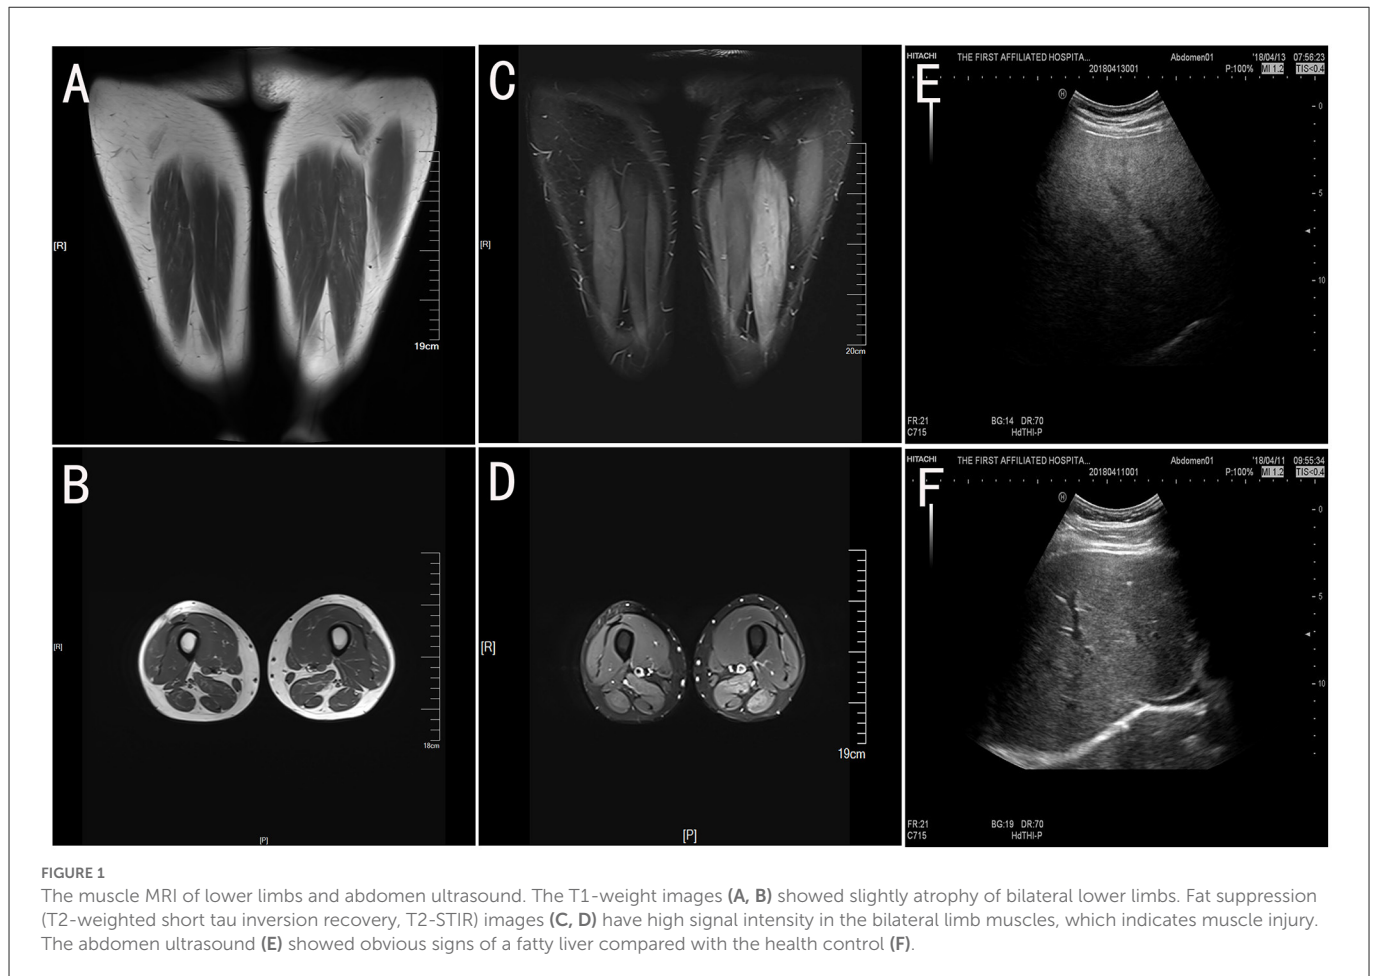 A
[R]
19cm
C
[R]
20cm
HITACHI THE FIRST AFFILIATED HOSPITA... Abdomen01 '18/04/13 07:56:23
20180413001 P:100% MI 1.2 TIS<0.4
E
H
0
5
10
FR:21 BG:14 DR:70
C715 HdTHI-P
B
[R]
18cm
[P]
D
[R]
19cm
[P]
HITACHI THE FIRST AFFILIATED HOSPITA... Abdomen01 '18/04/11 09:55:34
20180411001 P:100% MI 1.2 TIS<0.4
F
H
0
5
10
FR:21 BG:19 DR:70
C715 HdTHI-P
FIGURE 1
The muscle MRI of lower limbs and abdomen ultrasound. The T1-weight images (A, B) showed slightly atrophy of bilateral lower limbs. Fat suppression
(T2-weighted short tau inversion recovery, T2-STIR) images (C, D) have high signal intensity in the bilateral limb muscles, which indicates muscle injury.
The abdomen ultrasound (E) showed obvious signs of a fatty liver compared with the health control (F).